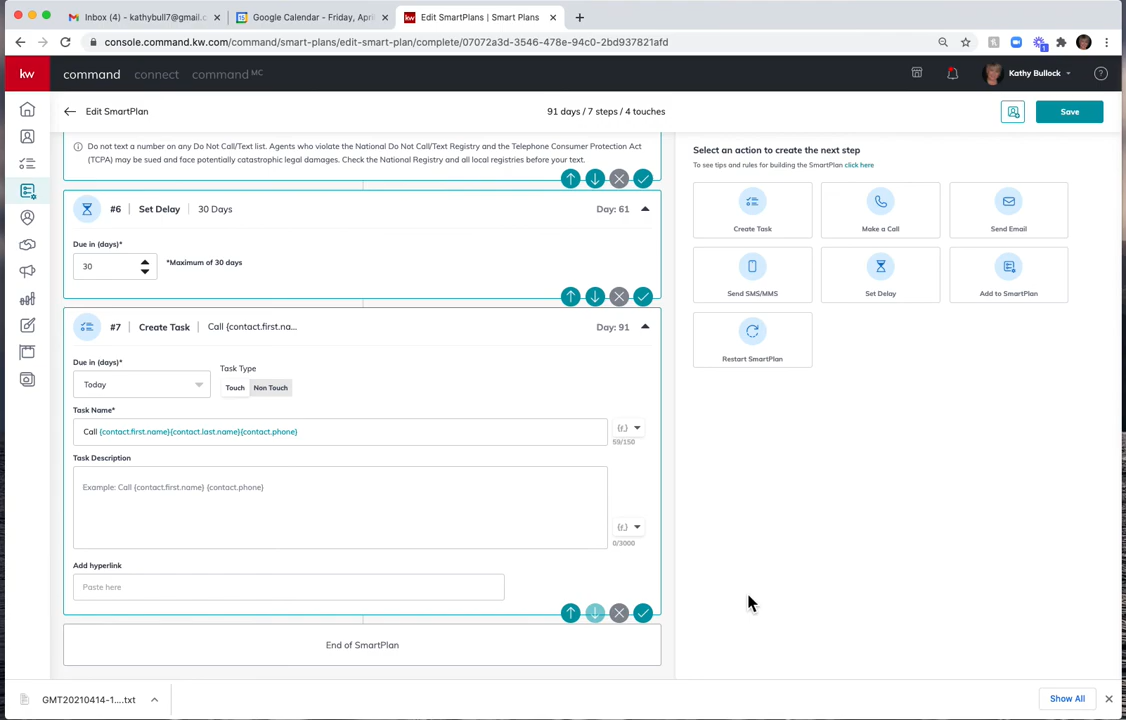 Inbox (4) - kathybull7@gmail.c
Google Calendar - Friday, April
Edit SmartPlans | Smart Plans
console.command.kw.com/command/smart-plans/edit-smart-plan/complete/07072a3d-3546-478e-94c0-2bd937821afd
kw
command
connect
command MC
Kathy Bullock
Edit SmartPlan
91 days / 7 steps / 4 touches
Save
Do not text a number on any Do Not Call/Text list. Agents who violate the National Do Not Call/Text Registry and the Telephone Consumer Protection Act
(TCPA) may be sued and face potentially catastrophic legal damages. Check the National Registry and all local registries before your text.
#6
Set Delay
30 Days
Day: 61
Due in (days)*
30
*Maximum of 30 days
#7
Create Task
Call {contact.first.na...
Day: 91
Due in (days)*
Task Type
Today
Touch
Non Touch
Task Name*
Call {contact.first.name}{contact.last.name}{contact.phone}
59/150
Task Description
Example: Call {contact.first.name} {contact.phone}
0/3000
Add hyperlink
Paste here
End of SmartPlan
Select an action to create the next step
To see tips and rules for building the SmartPlan click here
Create Task
Make a Call
Send Email
Send SMS/MMS
Set Delay
Add to SmartPlan
Restart SmartPlan
GMT20210414-1....txt
Show All